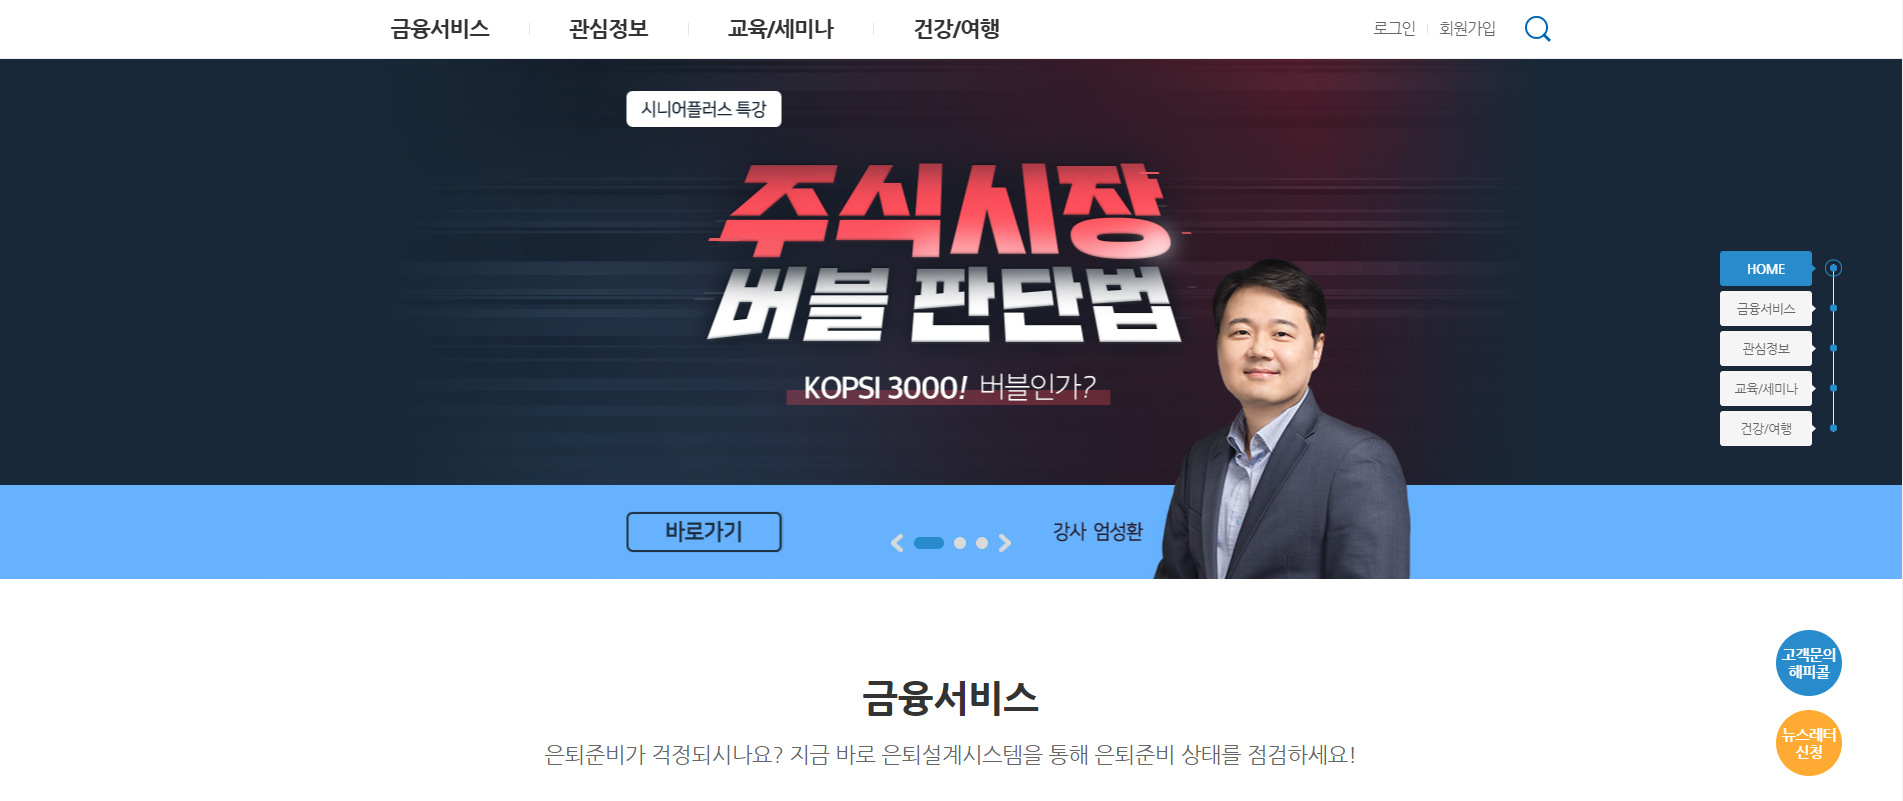 금융서비스
관심정보
교육/세미나
건강/여행
로그인
회원가입
시니어플러스 특강
주식시장
버블 판단법
KOPSI 3000! 버블인가?
HOME
금융서비스
관심정보
교육/세미나
건강/여행
바로가기
강사 엄성환
고객문의
해피콜
금융서비스
뉴스레터
신청
은퇴준비가 걱정되시나요? 지금 바로 은퇴설계시스템을 통해 은퇴준비 상태를 점검하세요!